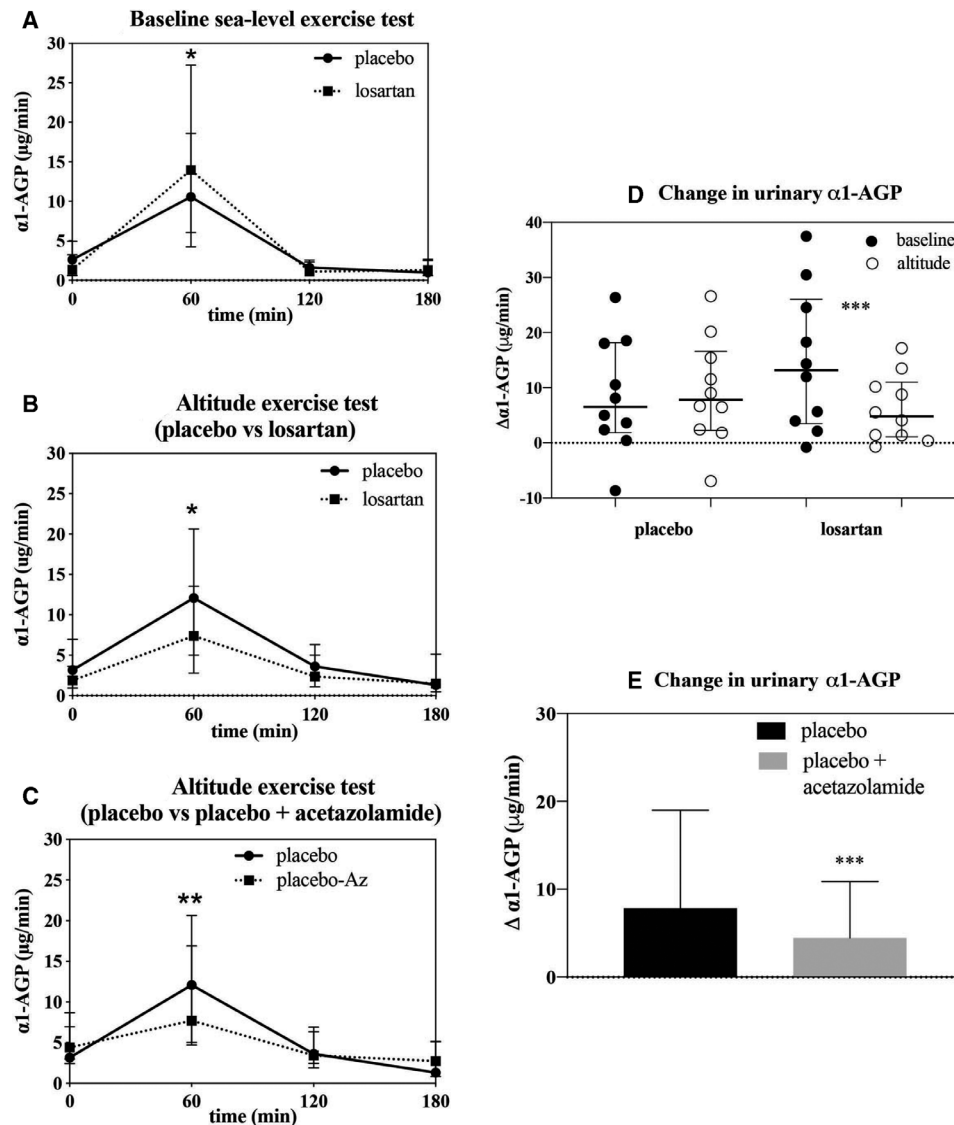 A
Baseline sea-level exercise test
30
25
20
15
10
5
0
α1-AGP (µg/min)
*
placebo
losartan
0 60 120 180
time (min)
B
Altitude exercise test
(placebo vs losartan)
30
25
20
15
10
5
0
α1-AGP (ug/min)
*
placebo
losartan
0 60 120 180
time (min)
C
Altitude exercise test
(placebo vs placebo + acetazolamide)
30
25
20
15
10
5
0
α1-AGP (µg/min)
**
placebo
placebo-Az
0 60 120 180
time (min)
D Change in urinary α1-AGP
40
30
20
10
0
-10
Δα1-AGP (µg/min)
baseline
altitude
***
placebo losartan
E Change in urinary α1-AGP
30
20
10
0
Δ α1-AGP (µg/min)
placebo
placebo +
acetazolamide
***